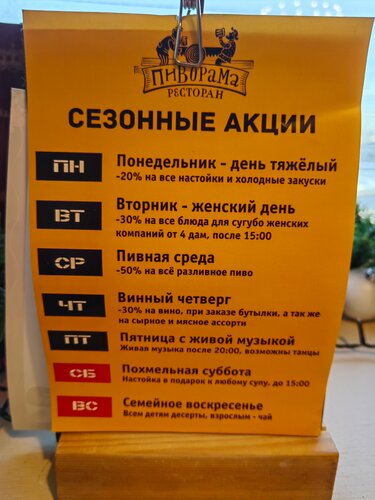 ПИВОРАМА
РЕСТОРАН
СЕЗОННЫЕ АКЦИИ
ПН
Понедельник - день тяжёлый
-20% на все настойки и холодные закуски
ВТ
Вторник - женский день
-30% на все блюда для сугубо женских
компаний от 4 дам, после 15:00
СР
Пивная среда
-50% на всё разливное пиво
ЧТ
Винный четверг
-30% на вино, при заказе бутылки, а так же
на сырное и мясное ассорти
ПТ
Пятница с живой музыкой
Живая музыка после 20:00, возможны танцы
СБ
Похмельная суббота
Настойка в подарок к любому супу, до 15:00
ВС
Семейное воскресенье
Всем детям десерты, взрослым - чай